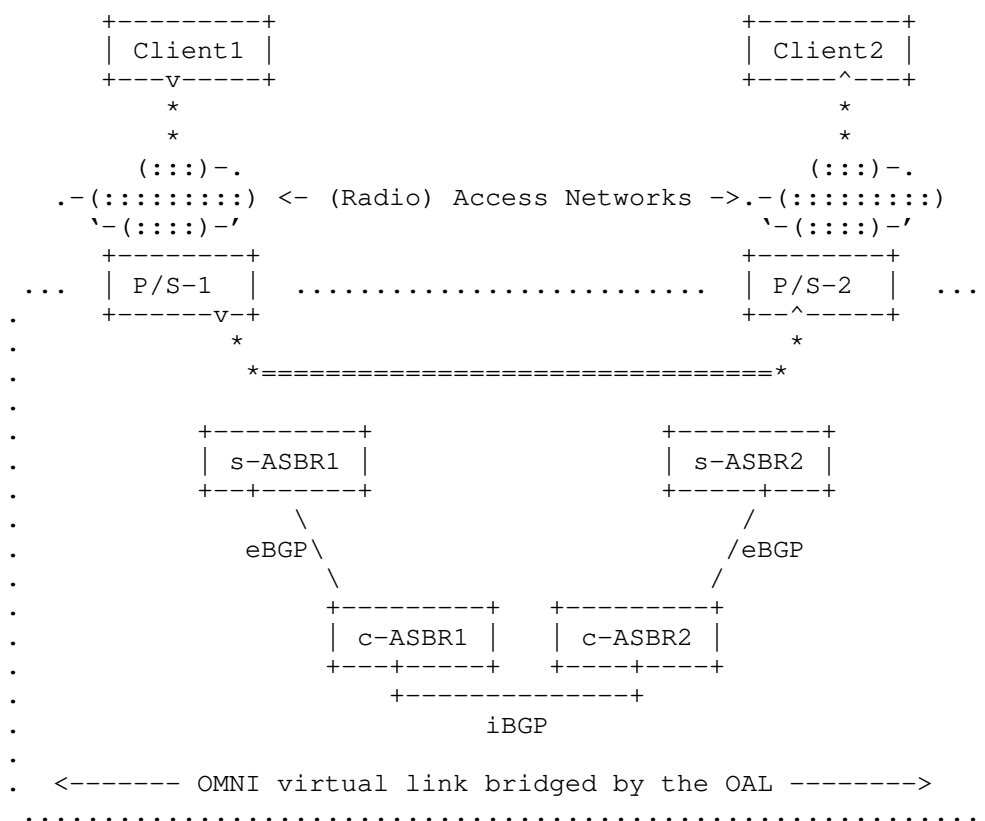 Client1 Client2
<- (Radio) Access Networks ->
P/S-1 P/S-2
s-ASBR1 s-ASBR2
eBGP eBGP
c-ASBR1 c-ASBR2
iBGP
<------- OMNI virtual link bridged by the OAL -------->